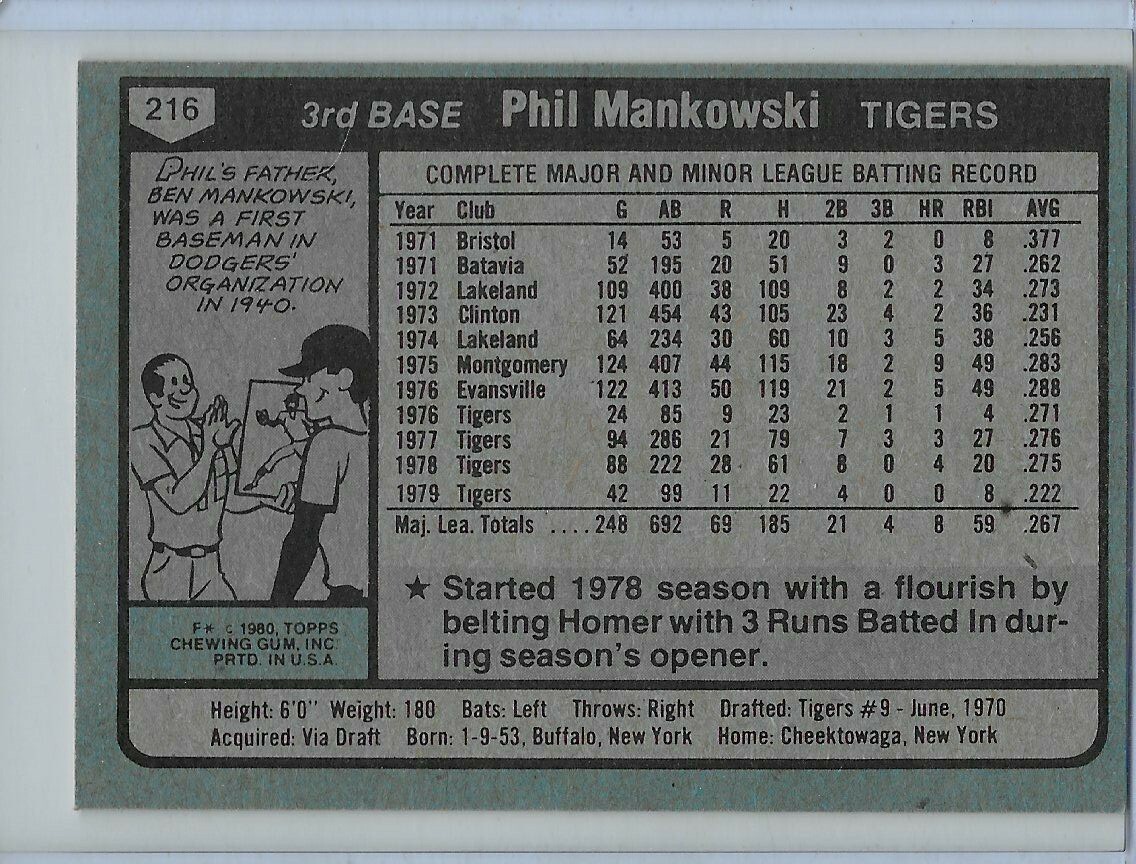 216 3rd BASE Phil Mankowski TIGERS
PHIL'S FATHER,
BEN MANKOWSKI,
WAS A FIRST
BASEMAN IN
DODGERS'
ORGANIZATION
IN 1940.
F* © 1980, TOPPS
CHEWING GUM, INC.
PRTD. IN U.S.A.
COMPLETE MAJOR AND MINOR LEAGUE BATTING RECORD
Year Club G AB R H 2B 3B HR RBI AVG
1971 Bristol 14 53 5 20 3 2 0 8 .377
1971 Batavia 52 195 20 51 9 0 3 27 .262
1972 Lakeland 109 400 38 109 8 2 2 34 .273
1973 Clinton 121 454 43 105 23 4 2 36 .231
1974 Lakeland 64 234 30 60 10 3 5 38 .256
1975 Montgomery 124 407 44 115 18 2 9 49 .283
1976 Evansville 122 413 50 119 21 2 5 49 .288
1976 Tigers 24 85 9 23 2 1 1 4 .271
1977 Tigers 94 286 21 79 7 3 3 27 .276
1978 Tigers 88 222 28 61 8 0 4 20 .275
1979 Tigers 42 99 11 22 4 0 0 8 .222
Maj. Lea. Totals ....248 692 69 185 21 4 8 59 .267
★ Started 1978 season with a flourish by
belting Homer with 3 Runs Batted In dur-
ing season's opener.
Height: 6'0" Weight: 180 Bats: Left Throws: Right Drafted: Tigers #9 - June, 1970
Acquired: Via Draft Born: 1-9-53, Buffalo, New York Home: Cheektowaga, New York